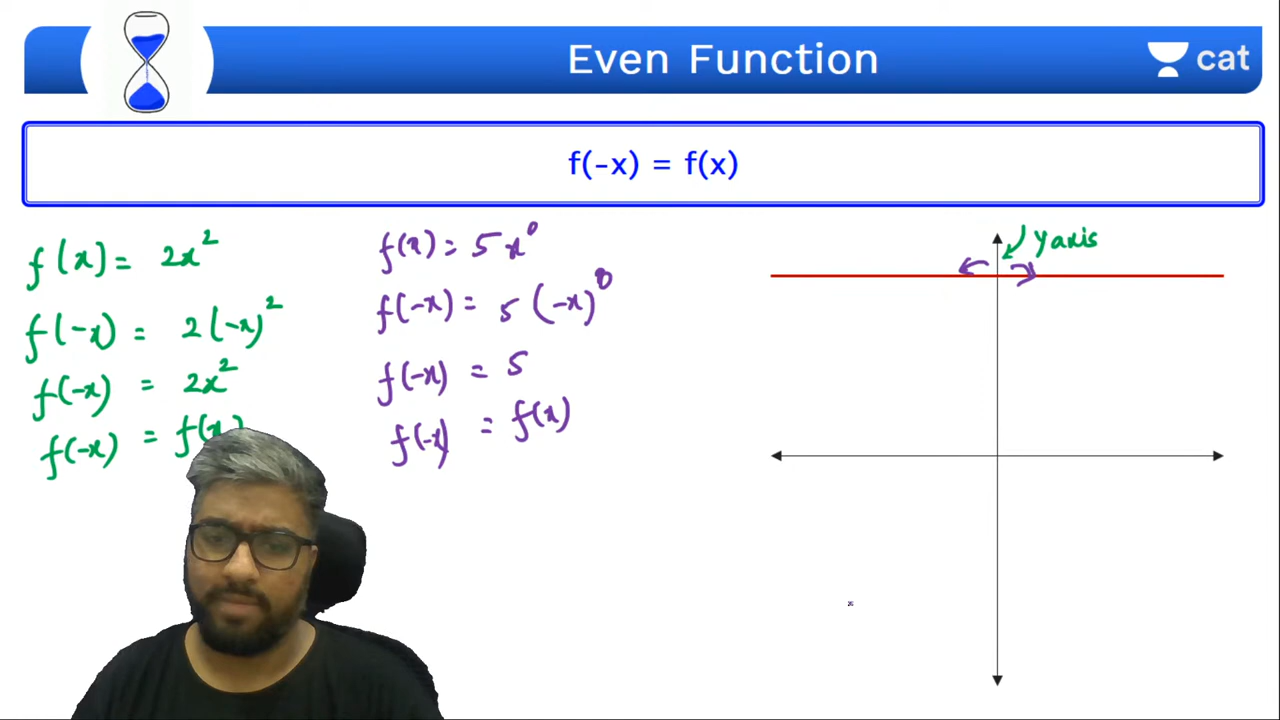 Even Function
cat
f(-x) = f(x)
f(x) = 2x²
f(-x) = 2(-x)²
f(-x) = 2x²
f(-x) = f(x)
f(x) = 5x⁰
f(-x) = 5(-x)⁰
f(-x) = 5
f(-x) = f(x)
y axis